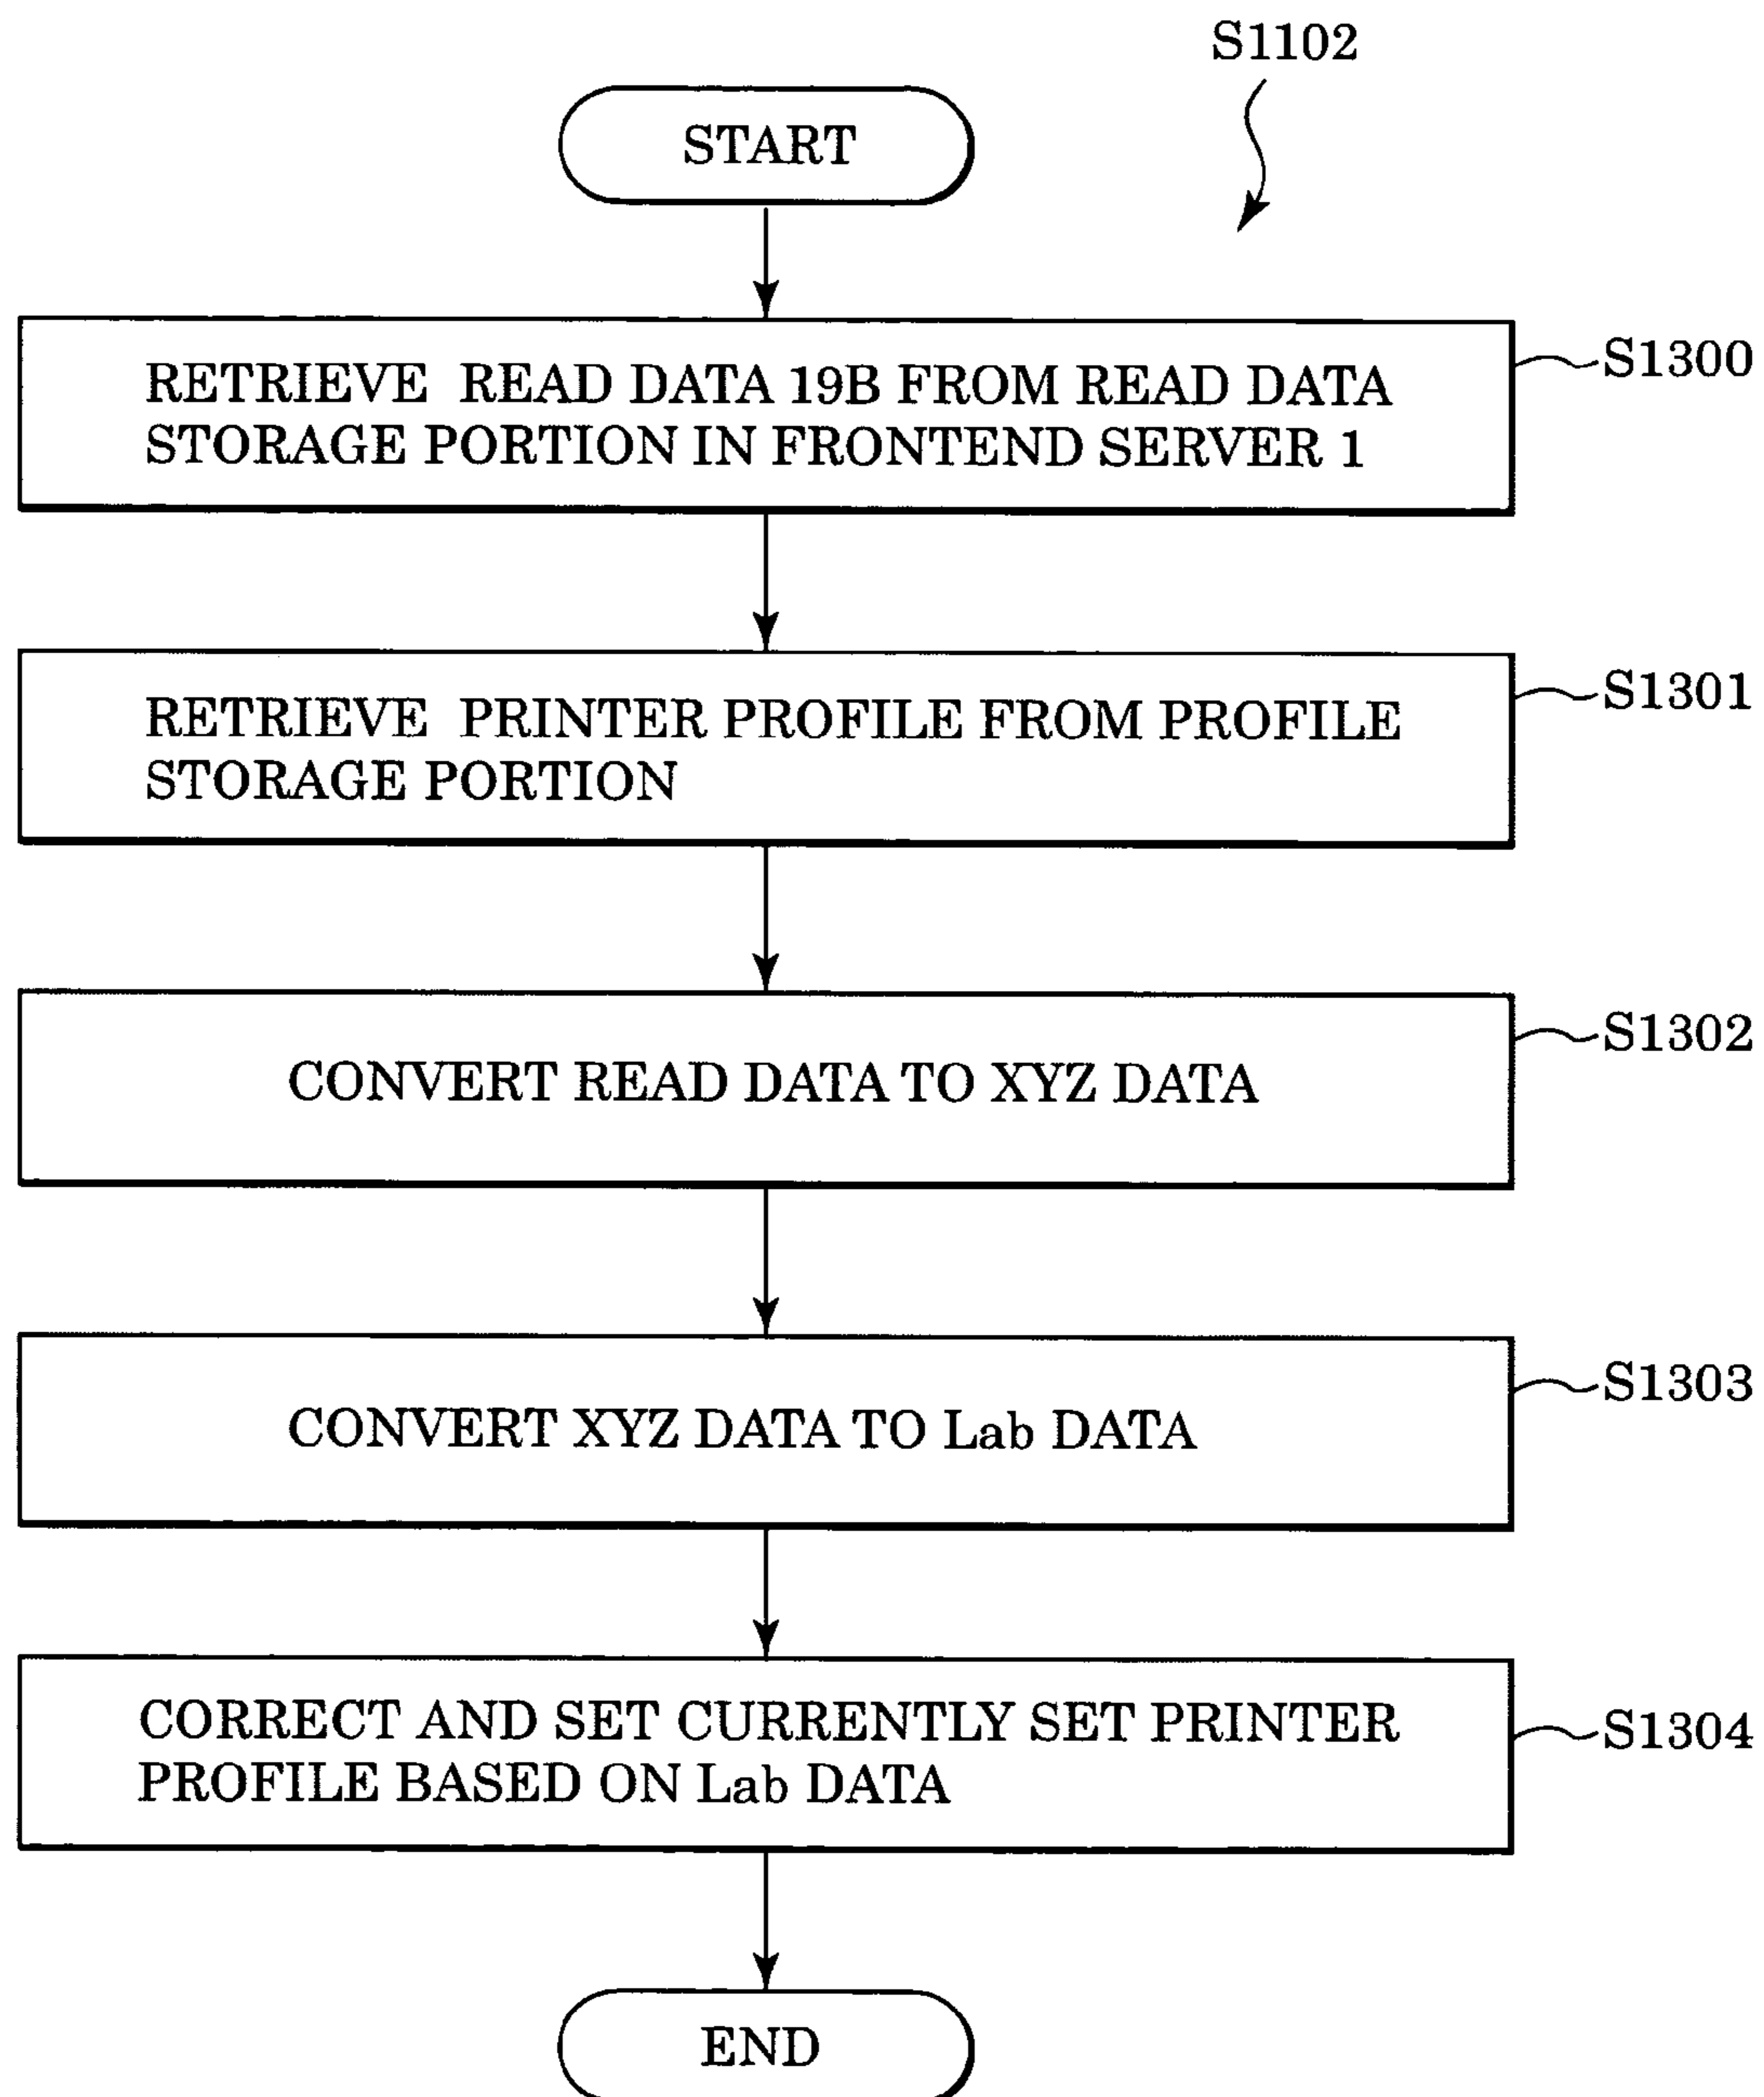 S1102
START
RETRIEVE READ DATA 19B FROM READ DATA
STORAGE PORTION IN FRONTEND SERVER 1
S1300
RETRIEVE PRINTER PROFILE FROM PROFILE
STORAGE PORTION
S1301
CONVERT READ DATA TO XYZ DATA
S1302
CONVERT XYZ DATA TO Lab DATA
S1303
CORRECT AND SET CURRENTLY SET PRINTER
PROFILE BASED ON Lab DATA
S1304
END